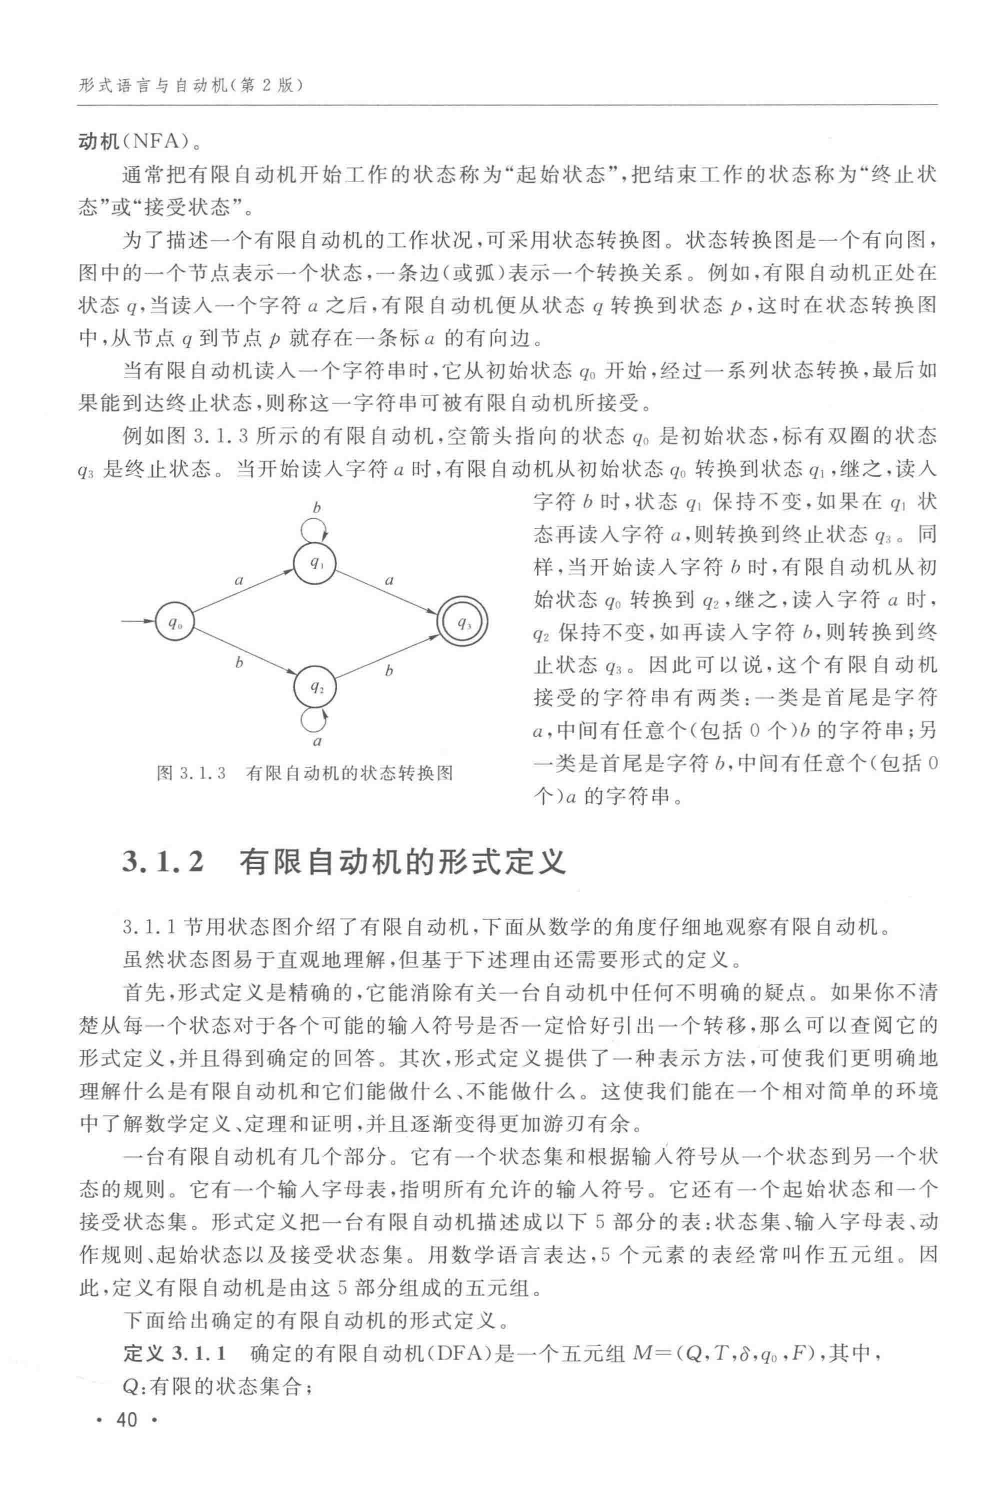 形式语言与自动机(第 2 版)
动机(NFA)。
通常把有限自动机开始工作的状态称为“起始状态”,把结束工作的状态称为“终止状
态”或“接受状态”。
为了描述一个有限自动机的工作状况,可采用状态转换图。状态转换图是一个有向图,
图中的一个节点表示一个状态,一条边(或弧)表示一个转换关系。例如,有限自动机正处在
状态 q,当读入一个字符 a 之后,有限自动机便从状态 q 转换到状态 p,这时在状态转换图
中,从节点 q 到节点 p 就存在一条标 a 的有向边。
当有限自动机读入一个字符串时,它从初始状态 q₀ 开始,经过一系列状态转换,最后如
果能到达终止状态,则称这一字符串可被有限自动机所接受。
例如图 3.1.3 所示的有限自动机,空箭头指向的状态 q₀ 是初始状态,标有双圈的状态
q₃ 是终止状态。当开始读入字符 a 时,有限自动机从初始状态 q₀ 转换到状态 q₁,继之,读入
字符 b 时,状态 q₁ 保持不变,如果在 q₁ 状
态再读入字符 a,则转换到终止状态 q₃。同
样,当开始读入字符 b 时,有限自动机从初
始状态 q₀ 转换到 q₂,继之,读入字符 a 时,
q₂ 保持不变,如再读入字符 b,则转换到终
止状态 q₃。因此可以说,这个有限自动机
接受的字符串有两类:一类是首尾是字符
a,中间有任意个(包括 0 个)b 的字符串;另
一类是首尾是字符 b,中间有任意个(包括 0
个)a 的字符串。
b
q₁
a
a
q₀
q₃
b
b
q₂
a
图 3.1.3 有限自动机的状态转换图
3.1.2 有限自动机的形式定义
3.1.1 节用状态图介绍了有限自动机,下面从数学的角度仔细地观察有限自动机。
虽然状态图易于直观地理解,但基于下述理由还需要形式的定义。
首先,形式定义是精确的,它能消除有关一台自动机中任何不明确的疑点。如果你不清
楚从每一个状态对于各个可能的输入符号是否一定恰好引出一个转移,那么可以查阅它的
形式定义,并且得到确定的回答。其次,形式定义提供了一种表示方法,可使我们更明确地
理解什么是有限自动机和它们能做什么、不能做什么。这使我们能在一个相对简单的环境
中了解数学定义、定理和证明,并且逐渐变得更加游刃有余。
一台有限自动机有几个部分。它有一个状态集和根据输入符号从一个状态到另一个状
态的规则。它有一个输入字母表,指明所有允许的输入符号。它还有一个起始状态和一个
接受状态集。形式定义把一台有限自动机描述成以下 5 部分的表:状态集、输入字母表、动
作规则、起始状态以及接受状态集。用数学语言表达,5 个元素的表经常叫作五元组。因
此,定义有限自动机是由这 5 部分组成的五元组。
下面给出确定的有限自动机的形式定义。
定义 3.1.1 确定的有限自动机(DFA)是一个五元组 M=(Q,T,δ,q₀,F),其中,
Q:有限的状态集合;
· 40 ·